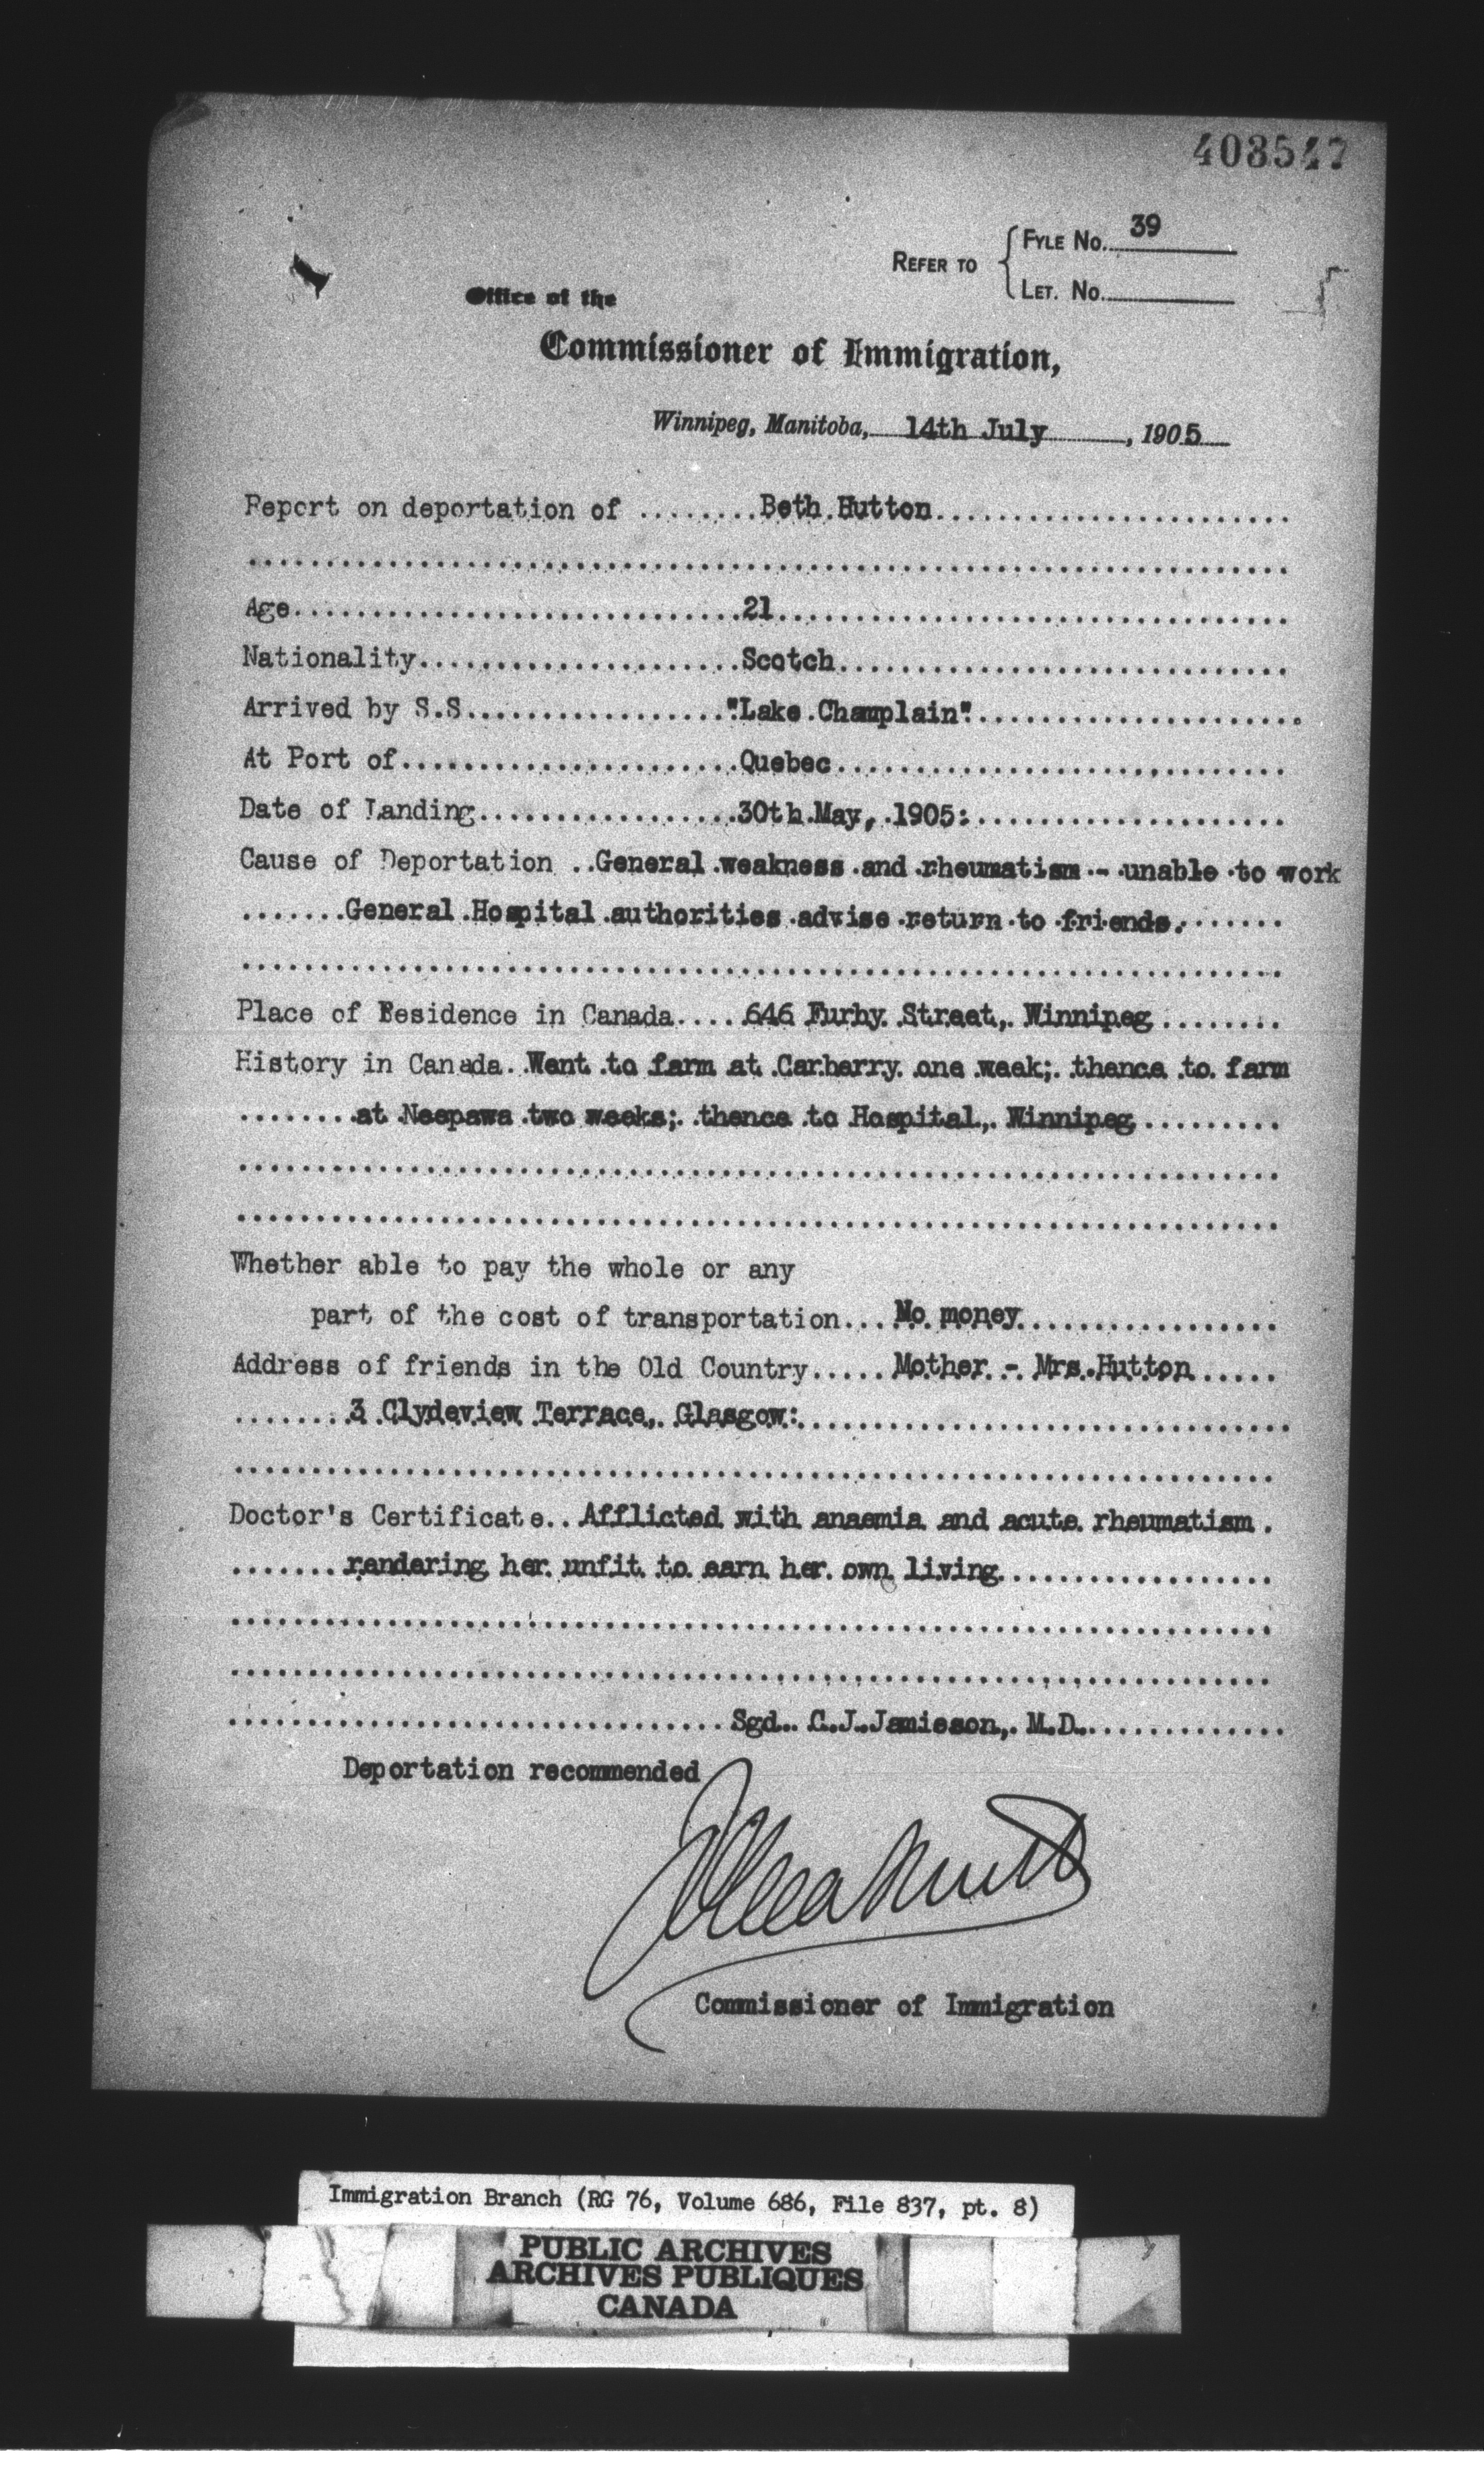 403547
REFER TO
FYLE No. 39
LET. No.
Office of the
Commissioner of Immigration,
Winnipeg, Manitoba, 14th July, 1905
Report on deportation of ........Beth Hutton.......................
Age............................21.................................
Nationality.....................Scotch.............................
Arrived by S.S................."Lake Champlain".....................
At Port of......................Quebec.............................
Date of Landing.................30th May, 1905:....................
Cause of Deportation ..General weakness and rheumatism - unable to work
.......General Hospital authorities advise return to friends.......
Place of Residence in Canada....646 Furby Street, Winnipeg........
History in Canada..Went to farm at Carberry one week; thence to farm
........at Neepawa two weeks; thence to Hospital, Winnipeg.........
Whether able to pay the whole or any
part of the cost of transportation...No money.................
Address of friends in the Old Country.....Mother - Mrs.Hutton.....
.......3 Clydeview Terrace, Glasgow:...............................
Doctor's Certificate..Afflicted with anaemia and acute rheumatism.
.......rendering her unfit to earn her own living..................
................................Sgd. C.J.Jamieson, M.D.............
Deportation recommended
Commissioner of Immigration
Immigration Branch (RG 76, Volume 686, File 837, pt. 8)
PUBLIC ARCHIVES
ARCHIVES PUBLIQUES
CANADA